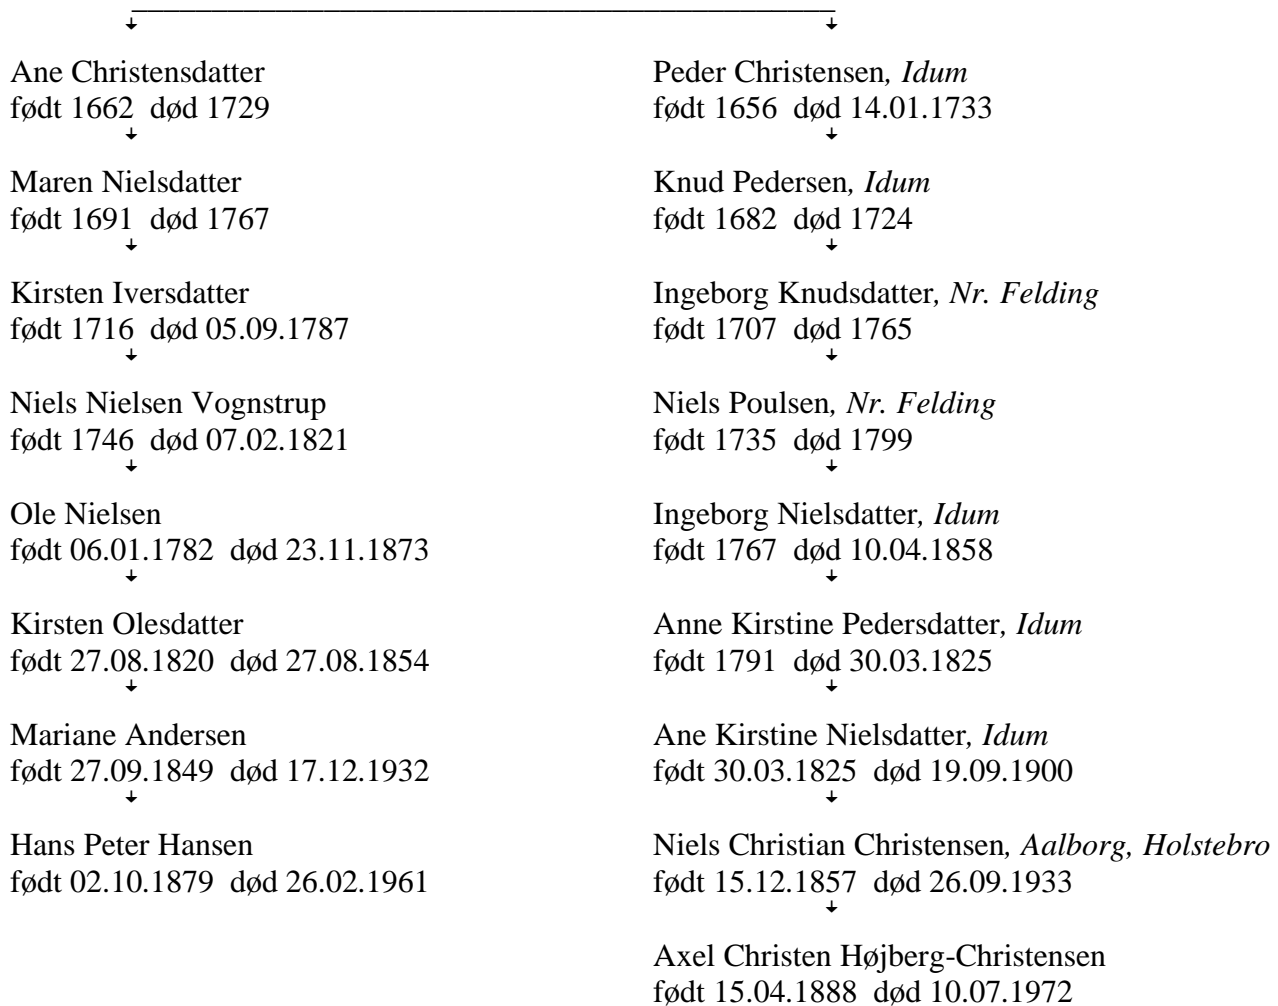 Ane Christensdatter
født 1662 død 1729
Maren Nielsdatter
født 1691 død 1767
Kirsten Iversdatter
født 1716 død 05.09.1787
Niels Nielsen Vognstrup
født 1746 død 07.02.1821
Ole Nielsen
født 06.01.1782 død 23.11.1873
Kirsten Olesdatter
født 27.08.1820 død 27.08.1854
Mariane Andersen
født 27.09.1849 død 17.12.1932
Hans Peter Hansen
født 02.10.1879 død 26.02.1961
Peder Christensen, Idum
født 1656 død 14.01.1733
Knud Pedersen, Idum
født 1682 død 1724
Ingeborg Knudsdatter, Nr. Felding
født 1707 død 1765
Niels Poulsen, Nr. Felding
født 1735 død 1799
Ingeborg Nielsdatter, Idum
født 1767 død 10.04.1858
Anne Kirstine Pedersdatter, Idum
født 1791 død 30.03.1825
Ane Kirstine Nielsdatter, Idum
født 30.03.1825 død 19.09.1900
Niels Christian Christensen, Aalborg, Holstebro
født 15.12.1857 død 26.09.1933
Axel Christen Højberg-Christensen
født 15.04.1888 død 10.07.1972